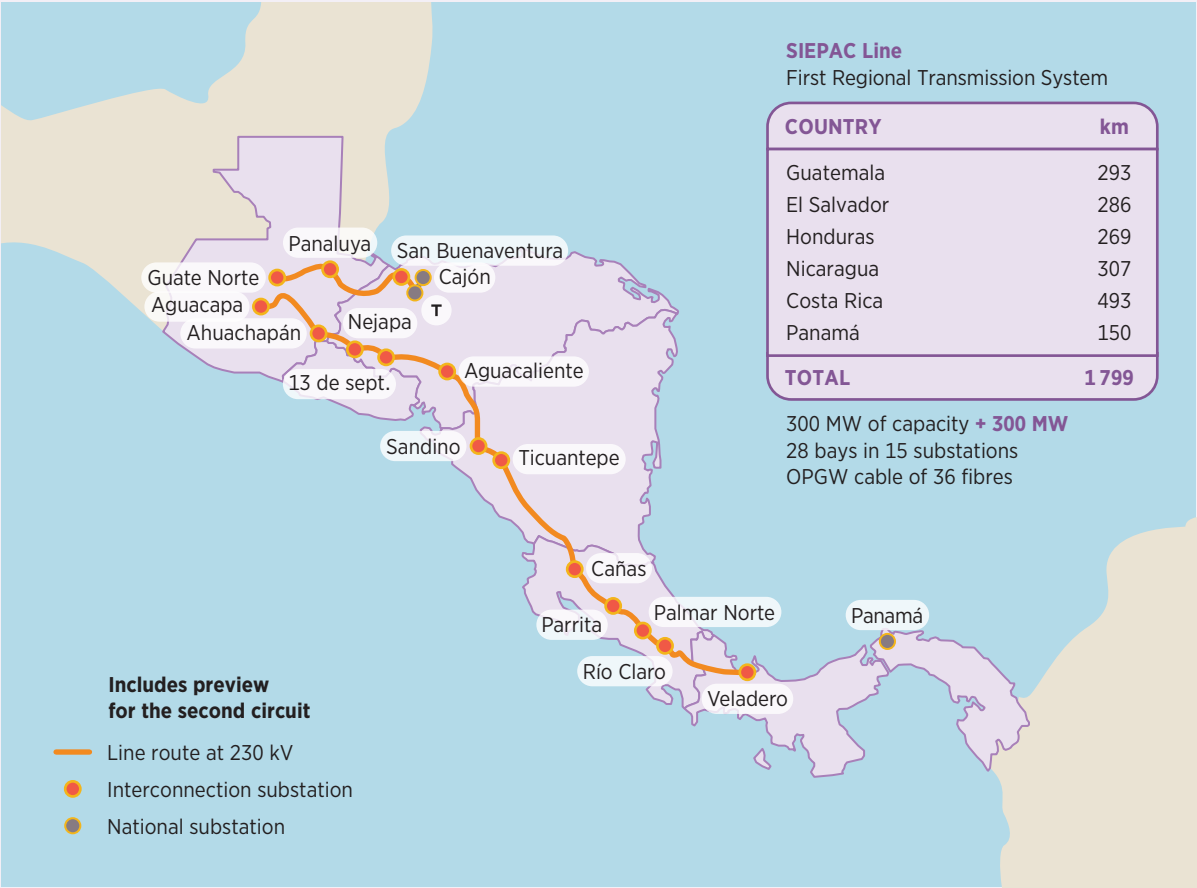 SIEPAC Line
First Regional Transmission System
COUNTRY km
Guatemala 293
El Salvador 286
Honduras 269
Nicaragua 307
Costa Rica 493
Panamá 150
TOTAL 1 799
300 MW of capacity + 300 MW
28 bays in 15 substations
OPGW cable of 36 fibres
Panaluya
San Buenaventura
Guate Norte
Cajón
Aguacapa
T
Ahuachapán
Nejapa
13 de sept.
Aguacaliente
Sandino
Ticuantepe
Cañas
Parrita
Palmar Norte
Panamá
Río Claro
Veladero
Includes preview
for the second circuit
Line route at 230 kV
Interconnection substation
National substation